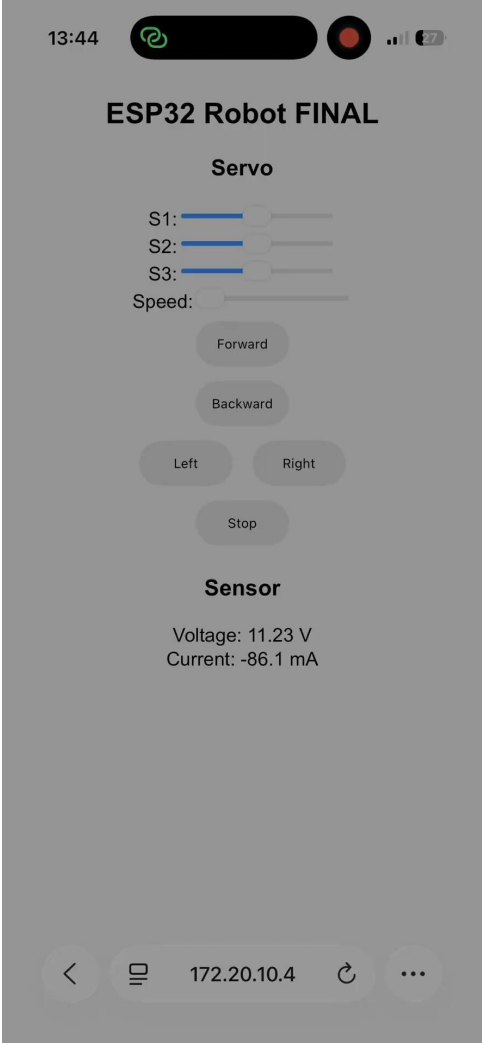 13:44
27
ESP32 Robot FINAL
Servo
S1:
S2:
S3:
Speed:
Forward
Backward
Left Right
Stop
Sensor
Voltage: 11.23 V
Current: -86.1 mA
172.20.10.4